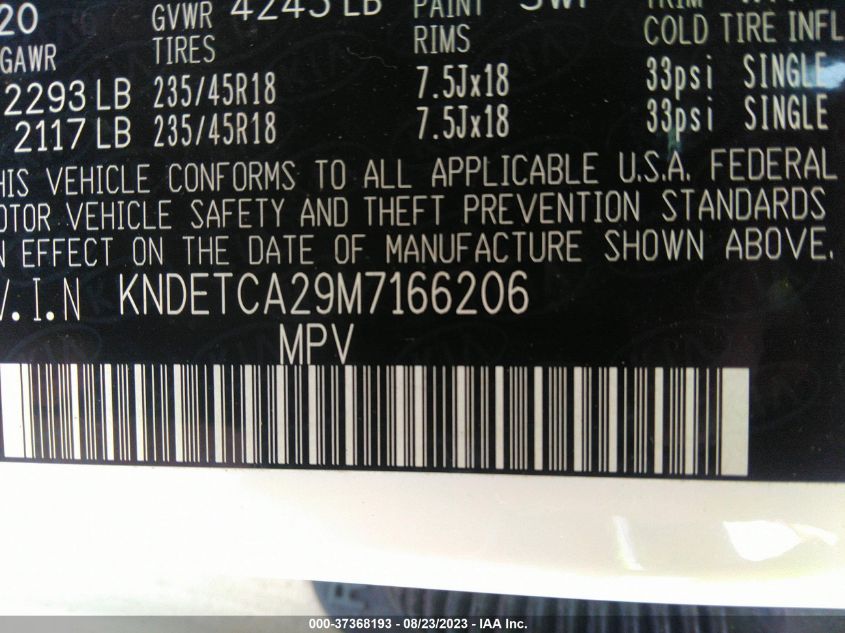 20 GVWR 4245 LB PAINT SWP TRIM
GAWR TIRES RIMS COLD TIRE INFL
2293 LB 235/45R18 7.5Jx18 33psi SINGLE
2117 LB 235/45R18 7.5Jx18 33psi SINGLE
HIS VEHICLE CONFORMS TO ALL APPLICABLE U.S.A. FEDERAL
OTOR VEHICLE SAFETY AND THEFT PREVENTION STANDARDS
N EFFECT ON THE DATE OF MANUFACTURE SHOWN ABOVE.
V.I.N KNDETCA29M7166206
MPV
000-37368193 - 08/23/2023 - IAA Inc.